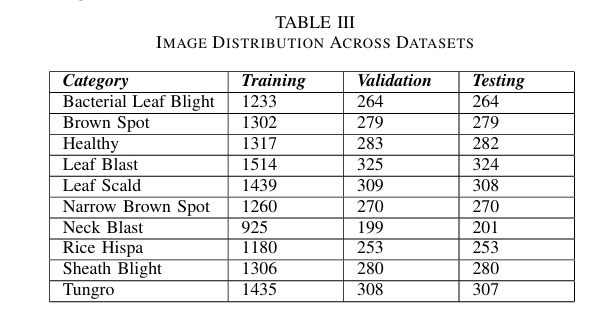 TABLE III
IMAGE DISTRIBUTION ACROSS DATASETS
Category Training Validation Testing
Bacterial Leaf Blight 1233 264 264
Brown Spot 1302 279 279
Healthy 1317 283 282
Leaf Blast 1514 325 324
Leaf Scald 1439 309 308
Narrow Brown Spot 1260 270 270
Neck Blast 925 199 201
Rice Hispa 1180 253 253
Sheath Blight 1306 280 280
Tungro 1435 308 307